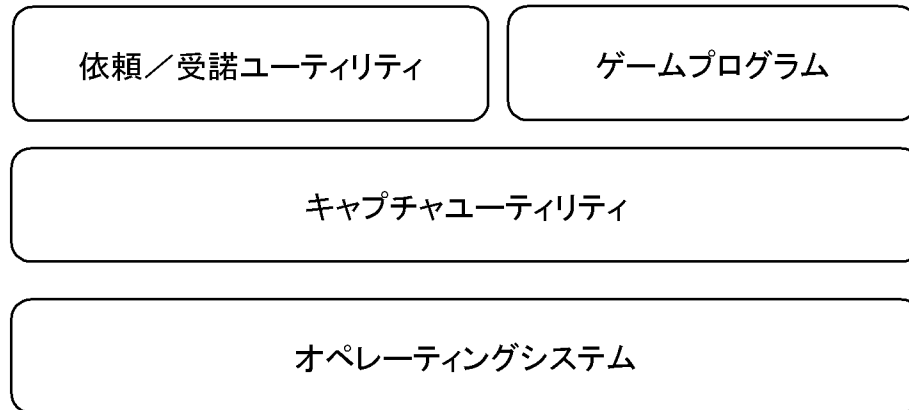 依頼／受諾ユーティリティ
ゲームプログラム
キャプチャユーティリティ
オペレーティングシステム